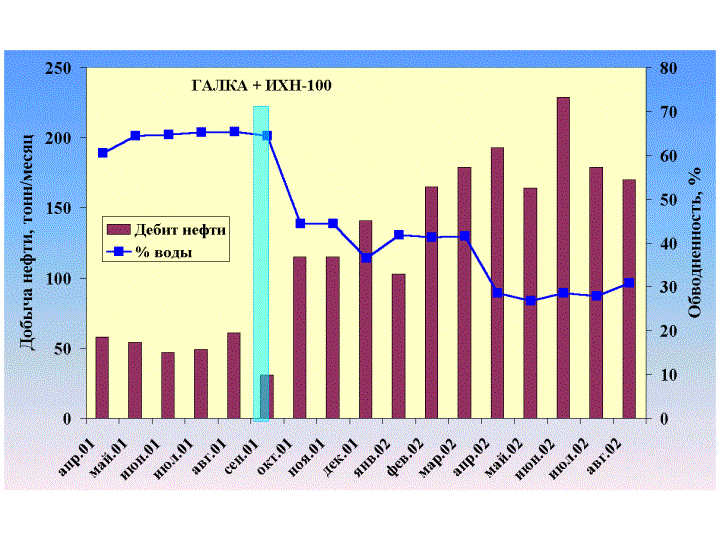 ГАЛКА + ИХН-100
Добыча нефти, тонн/месяц
250
200
150
100
50
0
Дебит нефти
% воды
80
70
60
50
40
30
20
10
0
Обводненность, %
апр.01
май.01
июн.01
июл.01
авг.01
сен.01
окт.01
ноя.01
дек.01
янв.02
фев.02
мар.02
апр.02
май.02
июн.02
июл.02
авг.02